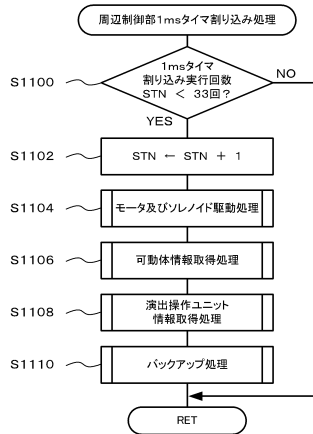 周辺制御部1msタイマ割り込み処理
S1100
1msタイマ
割り込み実行回数
STN < 33回?
NO
YES
S1102
STN ← STN + 1
S1104
モータ及びソレノイド駆動処理
S1106
可動体情報取得処理
S1108
演出操作ユニット
情報取得処理
S1110
バックアップ処理
RET